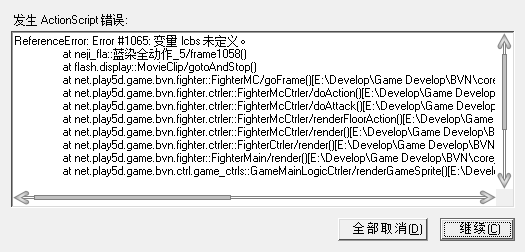 发生 ActionScript 错误:
ReferenceError: Error #1065: 变量 lcbs 未定义。
at neji_fla::蓝染全动作_5/frame1058()
at flash.display::MovieClip/gotoAndStop()
at net.play5d.game.bvn.fighter::FighterMC/goFrame()[E:\Develop\Game Develop\BVN\core
at net.play5d.game.bvn.fighter.ctrler::FighterMcCtrler/doAction()[E:\Develop\Game Develo
at net.play5d.game.bvn.fighter.ctrler::FighterMcCtrler/doAttack()[E:\Develop\Game Develo
at net.play5d.game.bvn.fighter.ctrler::FighterMcCtrler/renderFloorAction()[E:\Develop\Game
at net.play5d.game.bvn.fighter.ctrler::FighterMcCtrler/render()[E:\Develop\Game Develop\B
at net.play5d.game.bvn.fighter.ctrler::FighterCtrler/render()[E:\Develop\Game Develop\BVN
at net.play5d.game.bvn.fighter::FighterMain/render()[E:\Develop\Game Develop\BVN\core_
at net.play5d.game.bvn.ctrl.game_ctrls::GameMainLogicCtrler/renderGameSprite()[E:\Devel
全部取消(D)
继续(C)